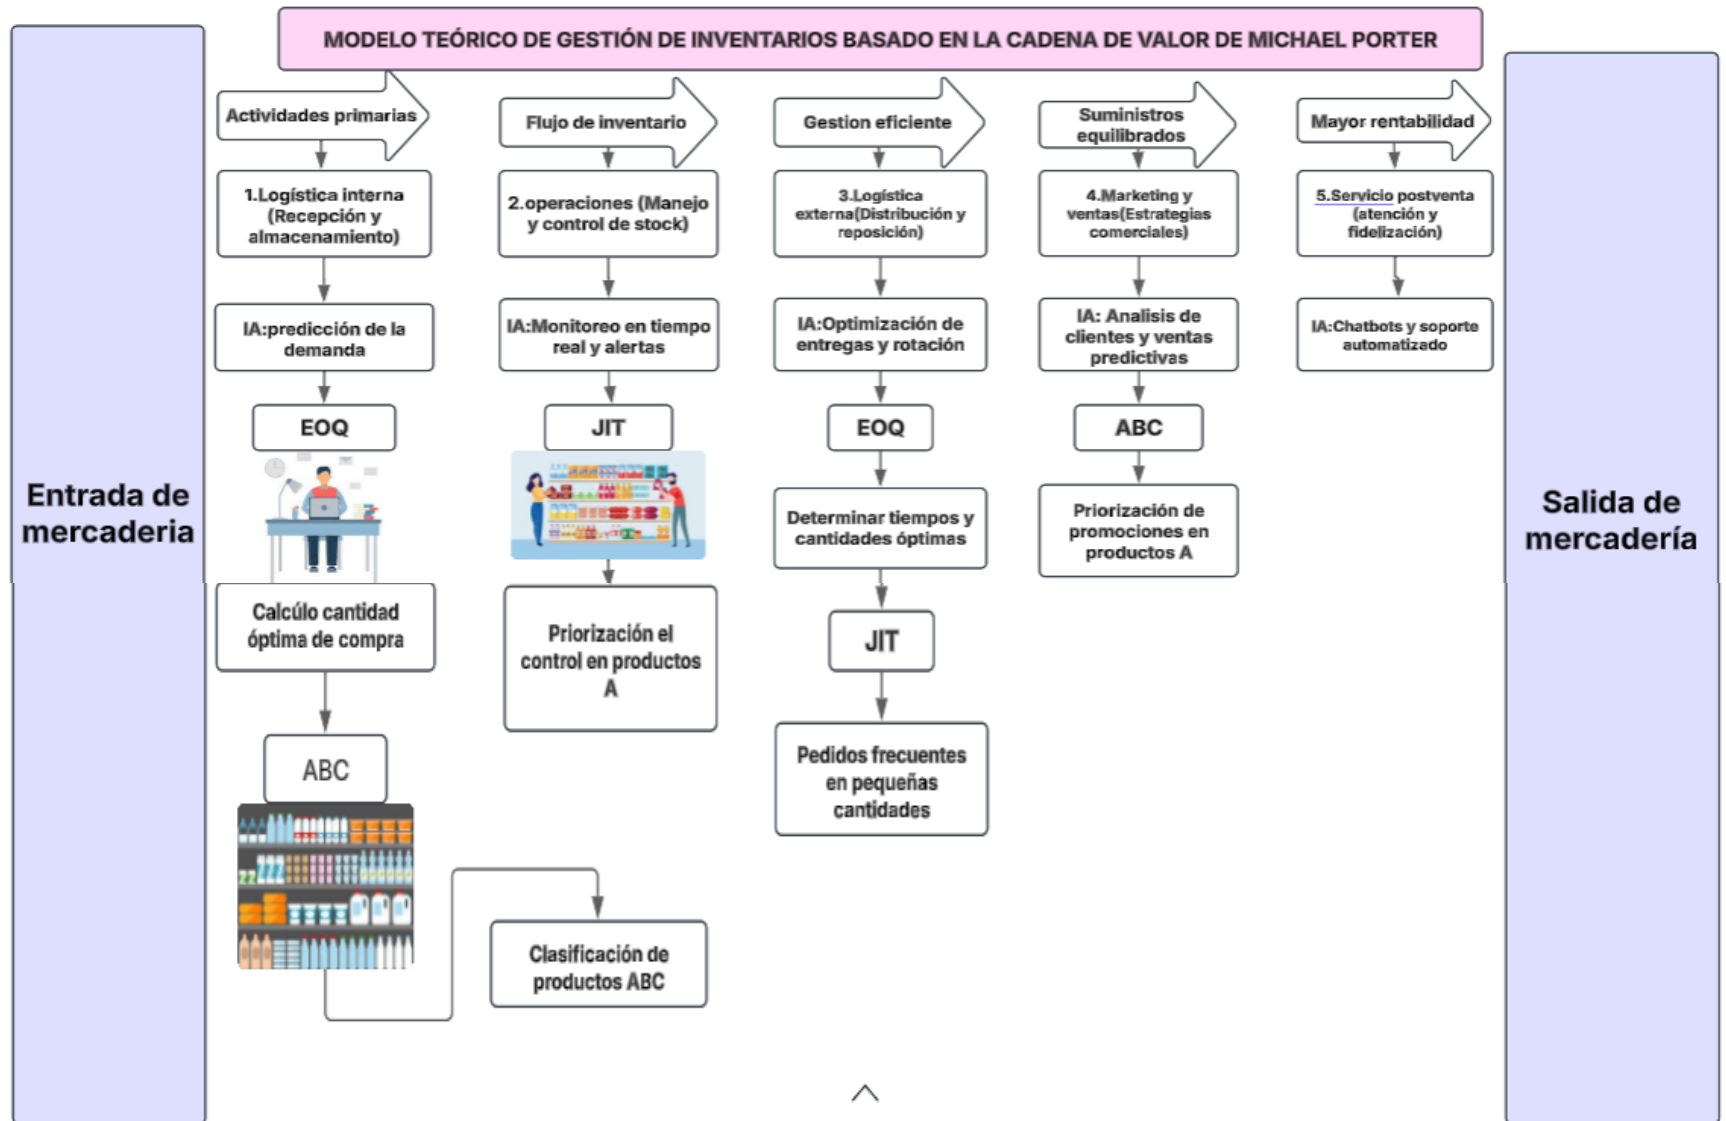 MODELO TEÓRICO DE GESTIÓN DE INVENTARIOS BASADO EN LA CADENA DE VALOR DE MICHAEL PORTER
Entrada de
mercaderia
Actividades primarias
1.Logística interna
(Recepción y
almacenamiento)
IA:predicción de la
demanda
EOQ
Calcúlo cantidad
óptima de compra
ABC
Clasificación de
productos ABC
Flujo de inventario
2.operaciones (Manejo
y control de stock)
IA:Monitoreo en tiempo
real y alertas
JIT
Priorización el
control en productos
A
Gestion eficiente
3.Logística
externa(Distribución y
reposición)
IA:Optimización de
entregas y rotación
EOQ
Determinar tiempos y
cantidades óptimas
JIT
Pedidos frecuentes
en pequeñas
cantidades
Suministros
equilibrados
4.Marketing y
ventas(Estrategias
comerciales)
IA: Analisis de
clientes y ventas
predictivas
ABC
Priorización de
promociones en
productos A
Mayor rentabilidad
5.Servicio postventa
(atención y
fidelización)
IA:Chatbots y soporte
automatizado
Salida de
mercadería